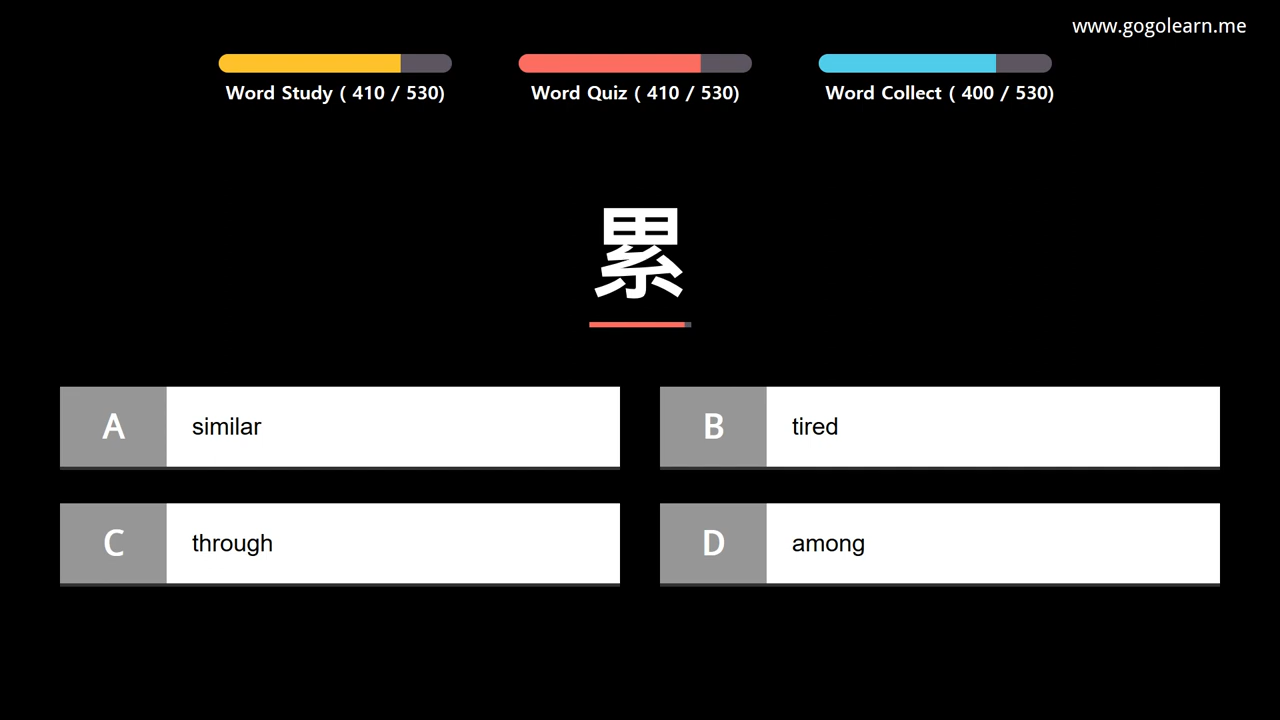 www.gogolearn.me
Word Study ( 410 / 530)
Word Quiz ( 410 / 530)
Word Collect ( 400 / 530)
累
A similar
B tired
C through
D among